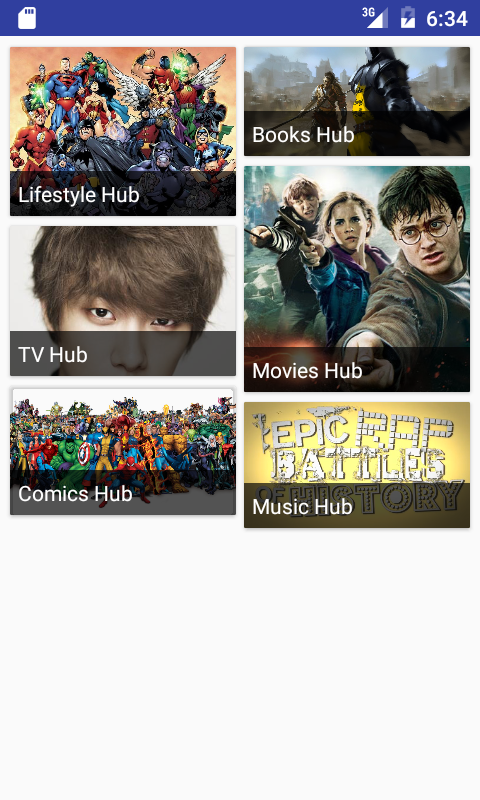 3G
6:34
Lifestyle Hub
Books Hub
TV Hub
Movies Hub
Comics Hub
EPIC RAP
BATTLES
OF HISTORY
Music Hub